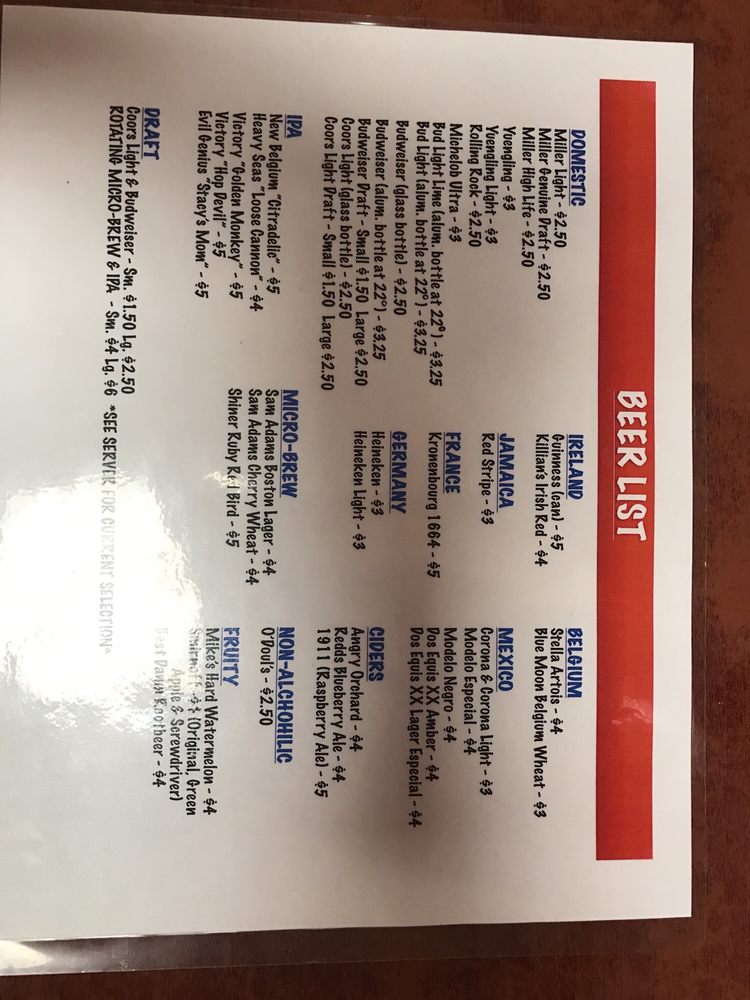 BEER LIST
DOMESTIC
Miller Light - $2.50
Miller Genuine Draft - $2.50
Miller High Life - $2.50
Yuengling - $3
Yuengling Light - $3
Rolling Rock - $2.50
Michelob Ultra - $3
Bud Light Lime (alum. bottle at 22°) - $3.25
Bud Light (alum. bottle at 22°) - $3.25
Budweiser (glass bottle) - $2.50
Budweiser (alum. bottle at 22°) - $3.25
Budweiser Draft - Small $1.50 Large $2.50
Coors Light (glass bottle) - $2.50
Coors Light Draft - Small $1.50 Large $2.50
IRELAND
Guinness (can) - $5
Killian's Irish Red - $4
JAMAICA
Red Stripe - $3
FRANCE
Kronenbourg 1664 - $5
GERMANY
Heineken - $3
Heineken Light - $3
BELGIUM
Stella Artois - $4
Blue Moon Belgium Wheat - $3
MEXICO
Corona & Corona Light - $3
Modelo Especial - $4
Modelo Negro - $4
Dos Equis XX Amber - $4
Dos Equis XX Lager Especial - $4
CIDERS
Angry Orchard - $4
Redds Blueberry Ale - $4
1911 (Raspberry Ale) - $5
IPA
New Belgium "Citradelic" - $5
Heavy Seas "Loose Cannon" - $4
Victory "Golden Monkey" - $5
Victory "Hop Devil" - $5
Evil Genius "Stacy's Mom" - $5
MICRO-BREW
Sam Adams Boston Lager - $4
Sam Adams Cherry Wheat - $4
Shiner Ruby Red Bird - $5
NON-ALCHOHILIC
O'Doul's - $2.50
FRUITY
Mike's Hard Watermelon - $4
Smirnoff - (Original, Green
Apple & Screwdriver)
Best Damn Rootbeer - $4
DRAFT
Coors Light & Budweiser - Sm. $1.50 Lg. $2.50
ROTATING MICRO-BREW & IPA - Sm. $4 Lg. $6 *SEE SERVER FOR CURRENT SELECTION*